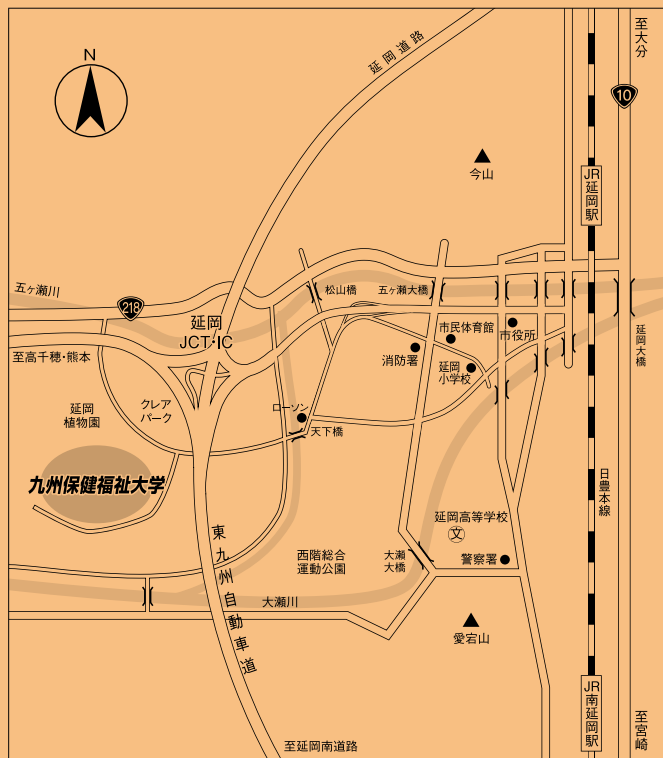 至大分
N
延岡道路
10
今山
JR延岡駅
五ヶ瀬川
218
松山橋
五ヶ瀬大橋
延岡
JCT・IC
市民体育館
市役所
延岡大橋
至高千穂・熊本
消防署
延岡
小学校
延岡
植物園
クレア
パーク
ローソン
天下橋
九州保健福祉大学
日豊本線
延岡高等学校
文
東九州自動車道
西階総合
運動公園
大瀬
大橋
警察署
大瀬川
愛宕山
JR南延岡駅
至宮崎
至延岡南道路